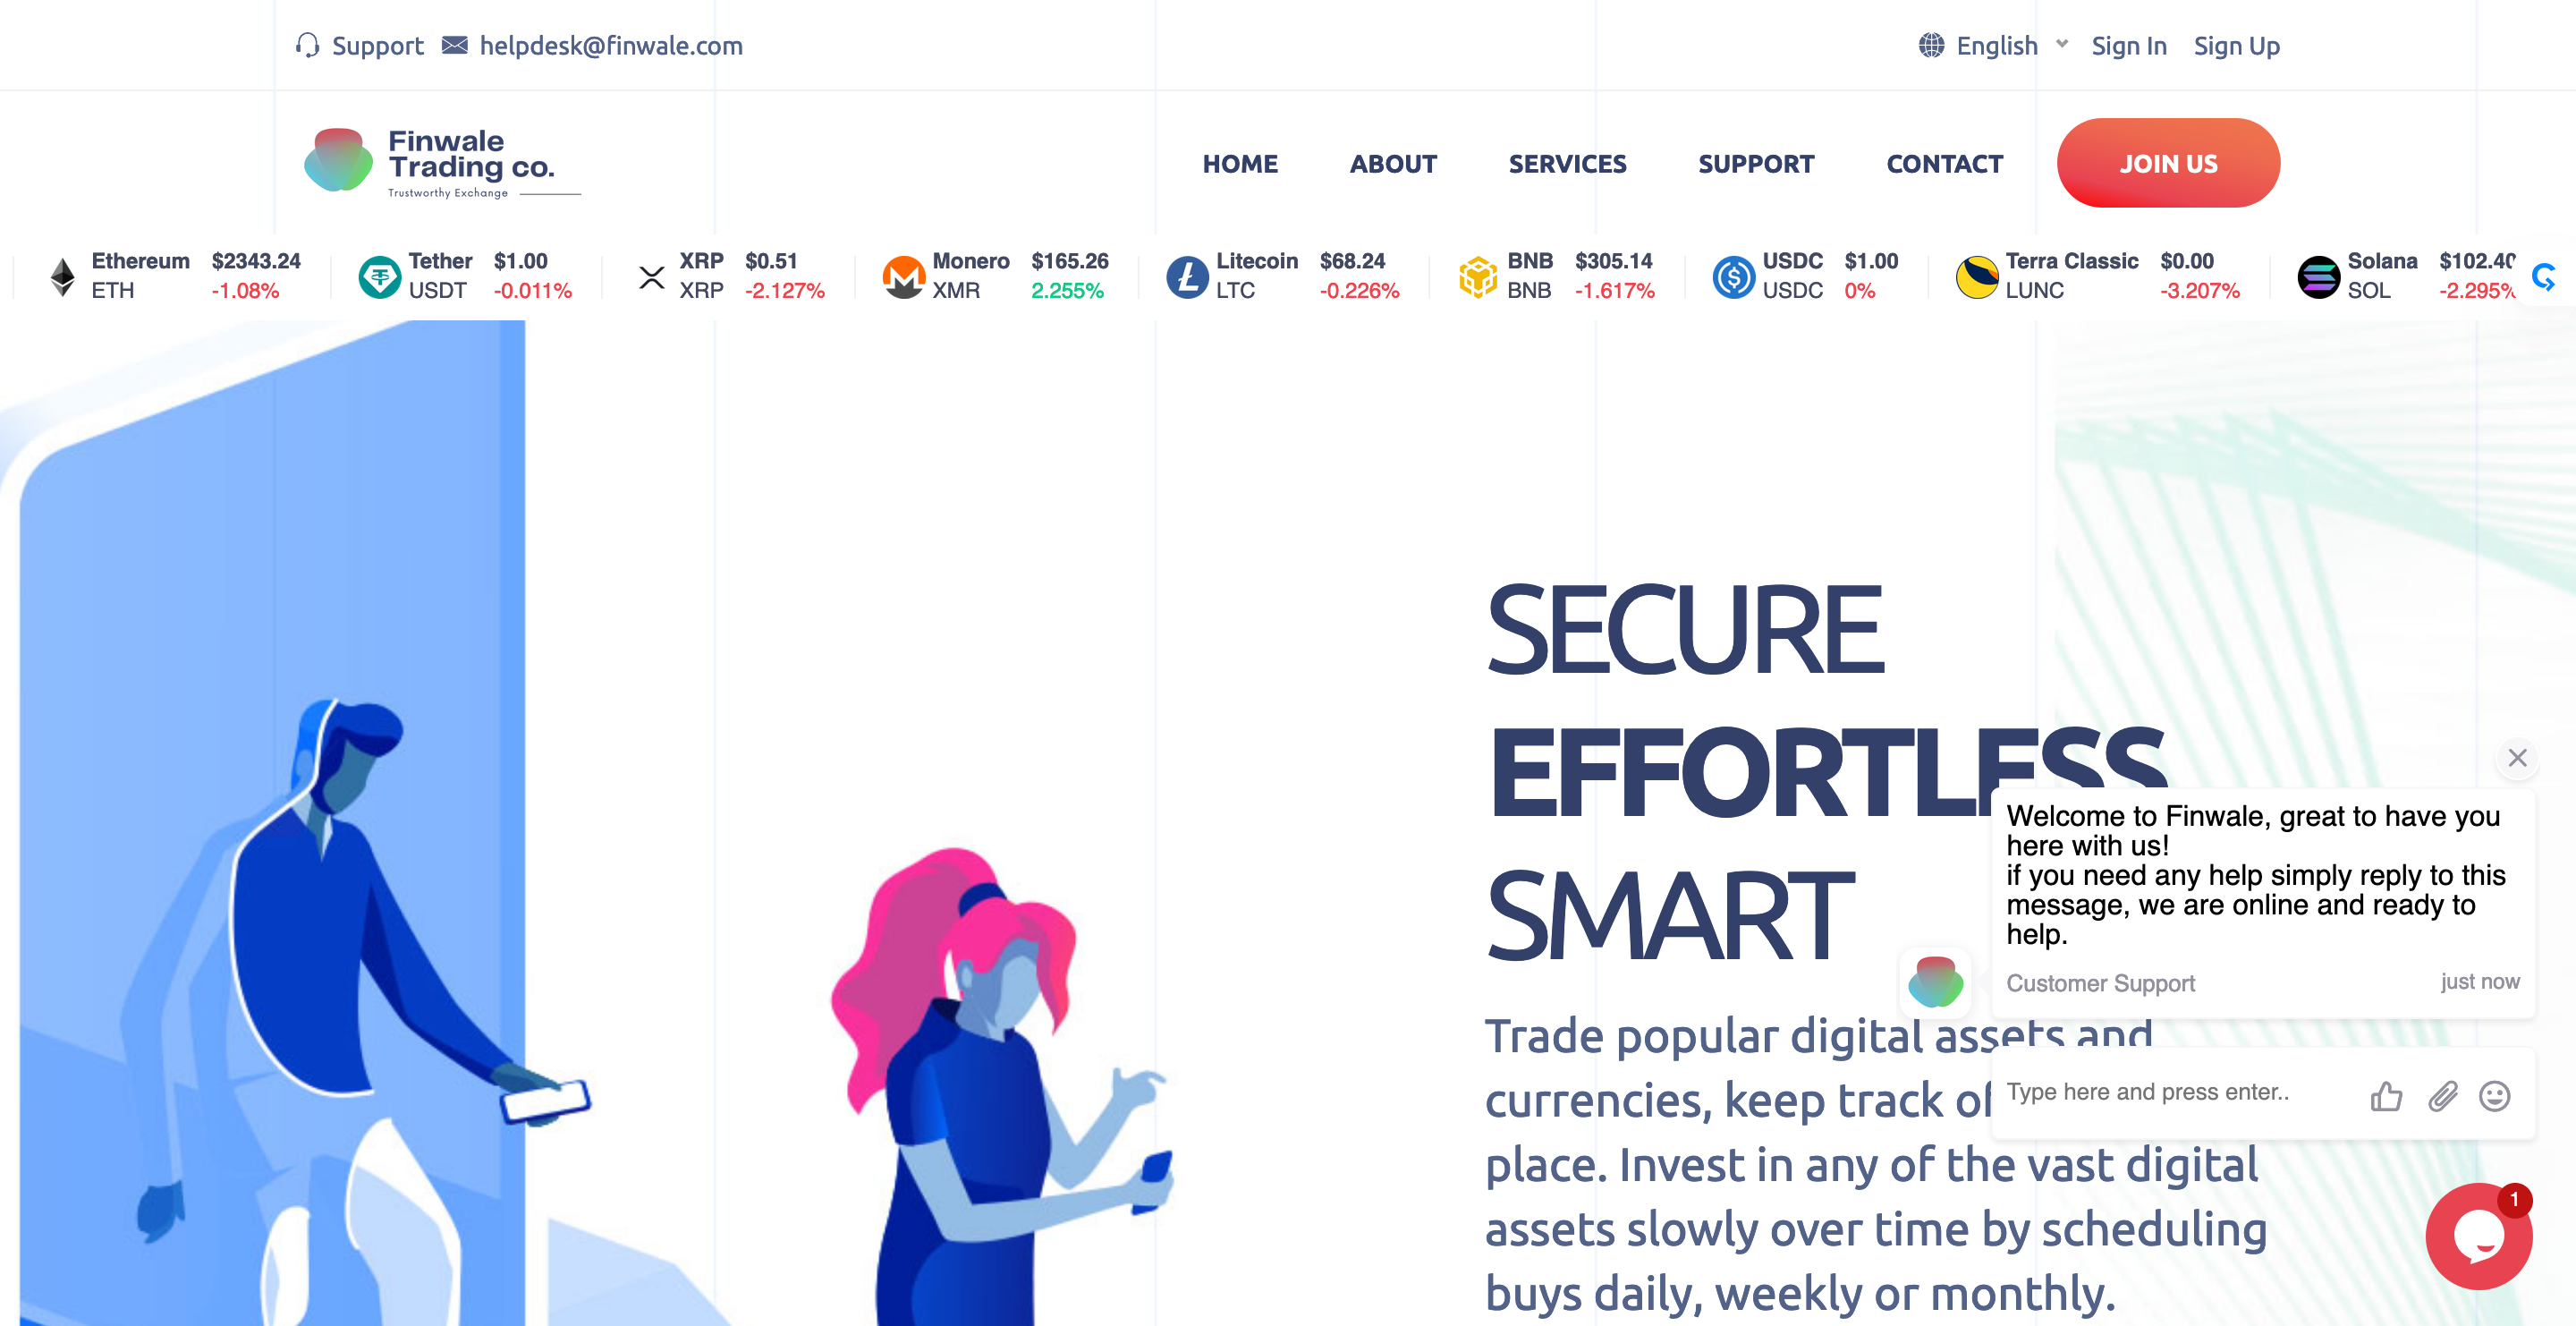 Support helpdesk@finwale.com English Sign In Sign Up
Finwale
Trading co.
Trustworthy Exchange
HOME ABOUT SERVICES SUPPORT CONTACT JOIN US
Ethereum $2343.24
ETH -1.08%
Tether $1.00
USDT -0.011%
XRP $0.51
XRP -2.127%
Monero $165.26
XMR 2.255%
Litecoin $68.24
LTC -0.226%
BNB $305.14
BNB -1.617%
USDC $1.00
USDC 0%
Terra Classic $0.00
LUNC -3.207%
Solana $102.40
SOL -2.295%
SECURE
EFFORTLESS
SMART
Trade popular digital assets and
currencies, keep track of
place. Invest in any of the vast digital
assets slowly over time by scheduling
buys daily, weekly or monthly.
Welcome to Finwale, great to have you
here with us!
if you need any help simply reply to this
message, we are online and ready to
help.
Customer Support just now
Type here and press enter..
1